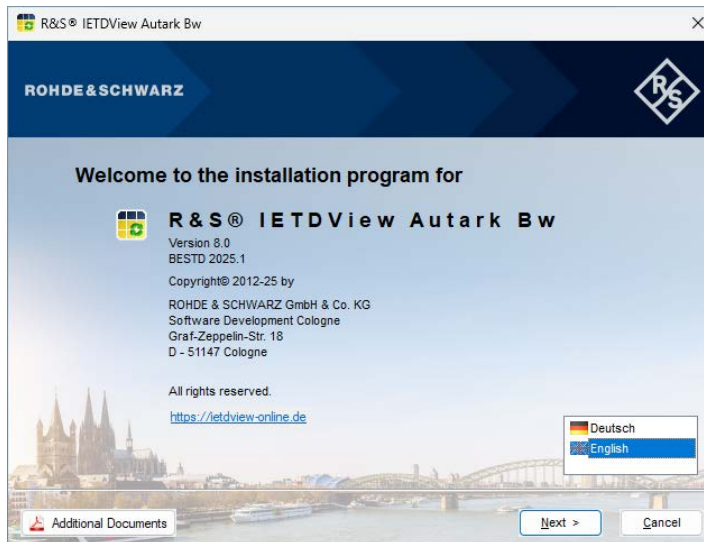 R&S® IETDView Autark Bw
ROHDE&SCHWARZ
R&S
Welcome to the installation program for
R&S® IETDView Autark Bw
Version 8.0
BESTD 2025.1
Copyright© 2012-25 by
ROHDE & SCHWARZ GmbH & Co. KG
Software Development Cologne
Graf-Zeppelin-Str. 18
D - 51147 Cologne
All rights reserved.
https://ietdview-online.de
Deutsch
English
Additional Documents
Next >
Cancel